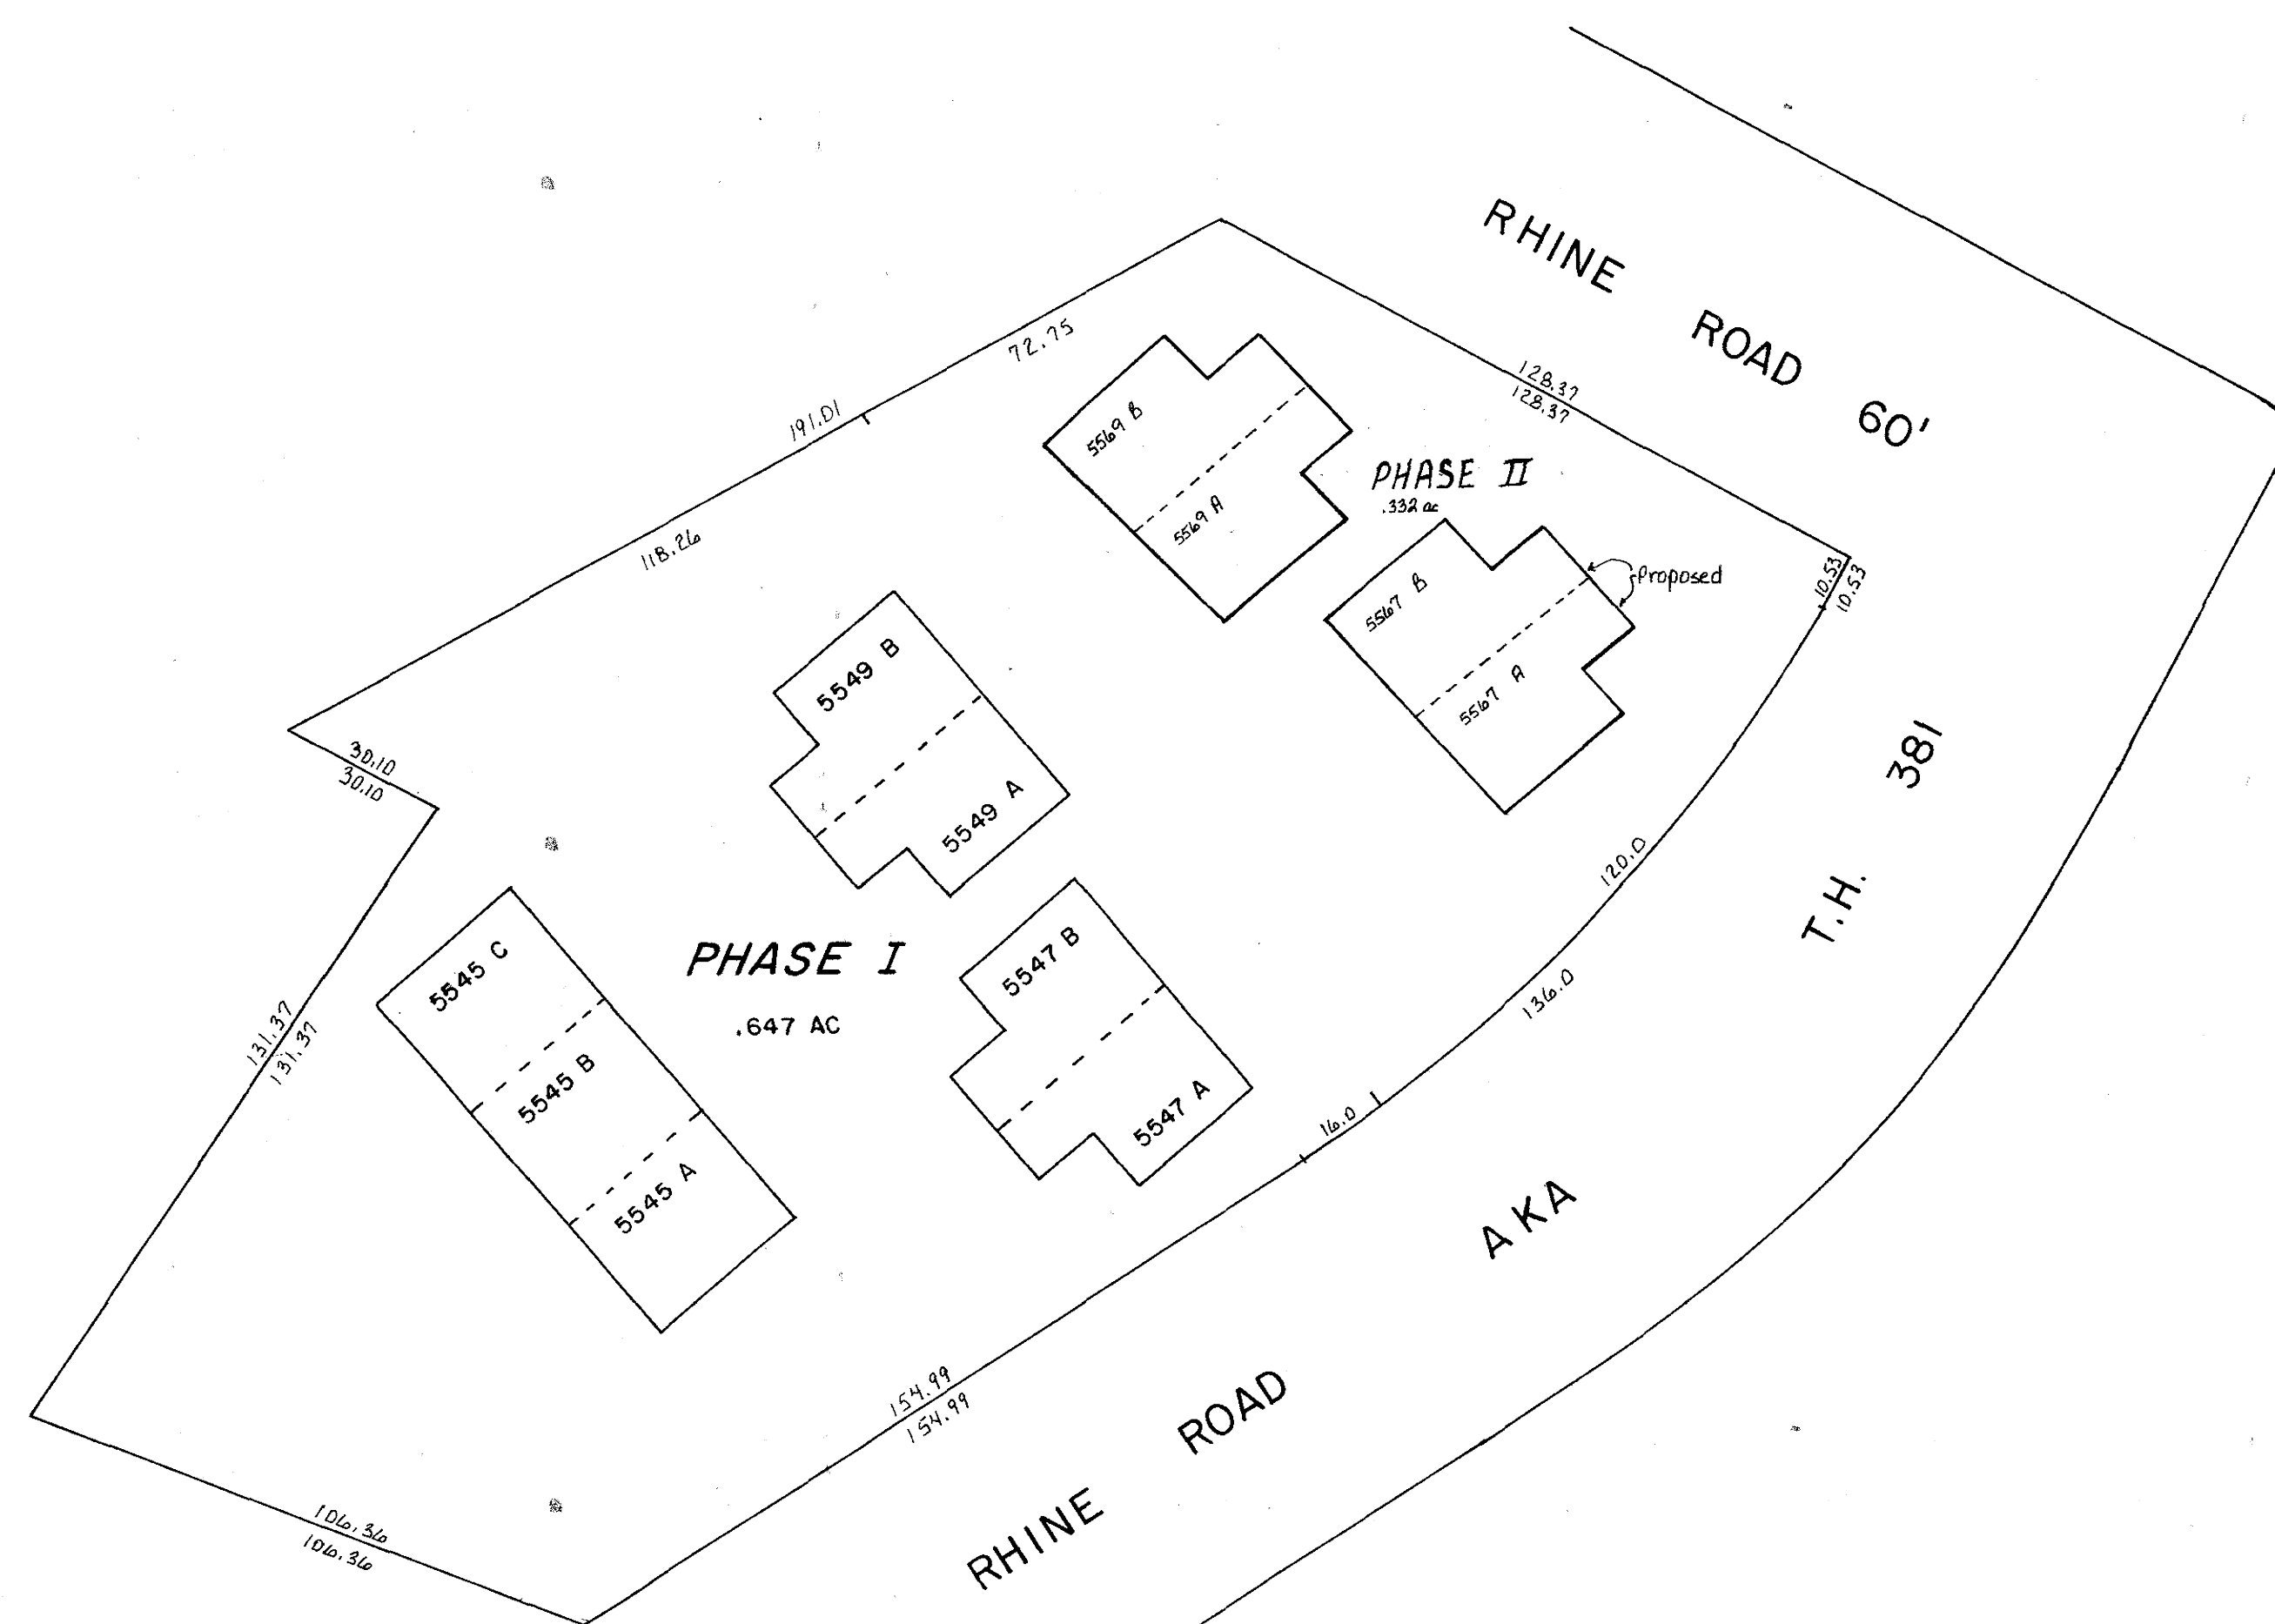 RHINE ROAD 60'
72.75
191.01
128.37
128.37
5569 B
PHASE II
.332 ac
5569 A
118.26
10.53
10.53
Proposed
5567 B
5549 B
5567 A
30.10
30.10
T.H. 381
5549 A
120.0
5545 C
PHASE I
5547 B
136.0
.647 AC
131.37
131.37
5545 B
5547 A
16.0
5545 A
AKA
154.99
154.99
RHINE ROAD
106.36
106.36